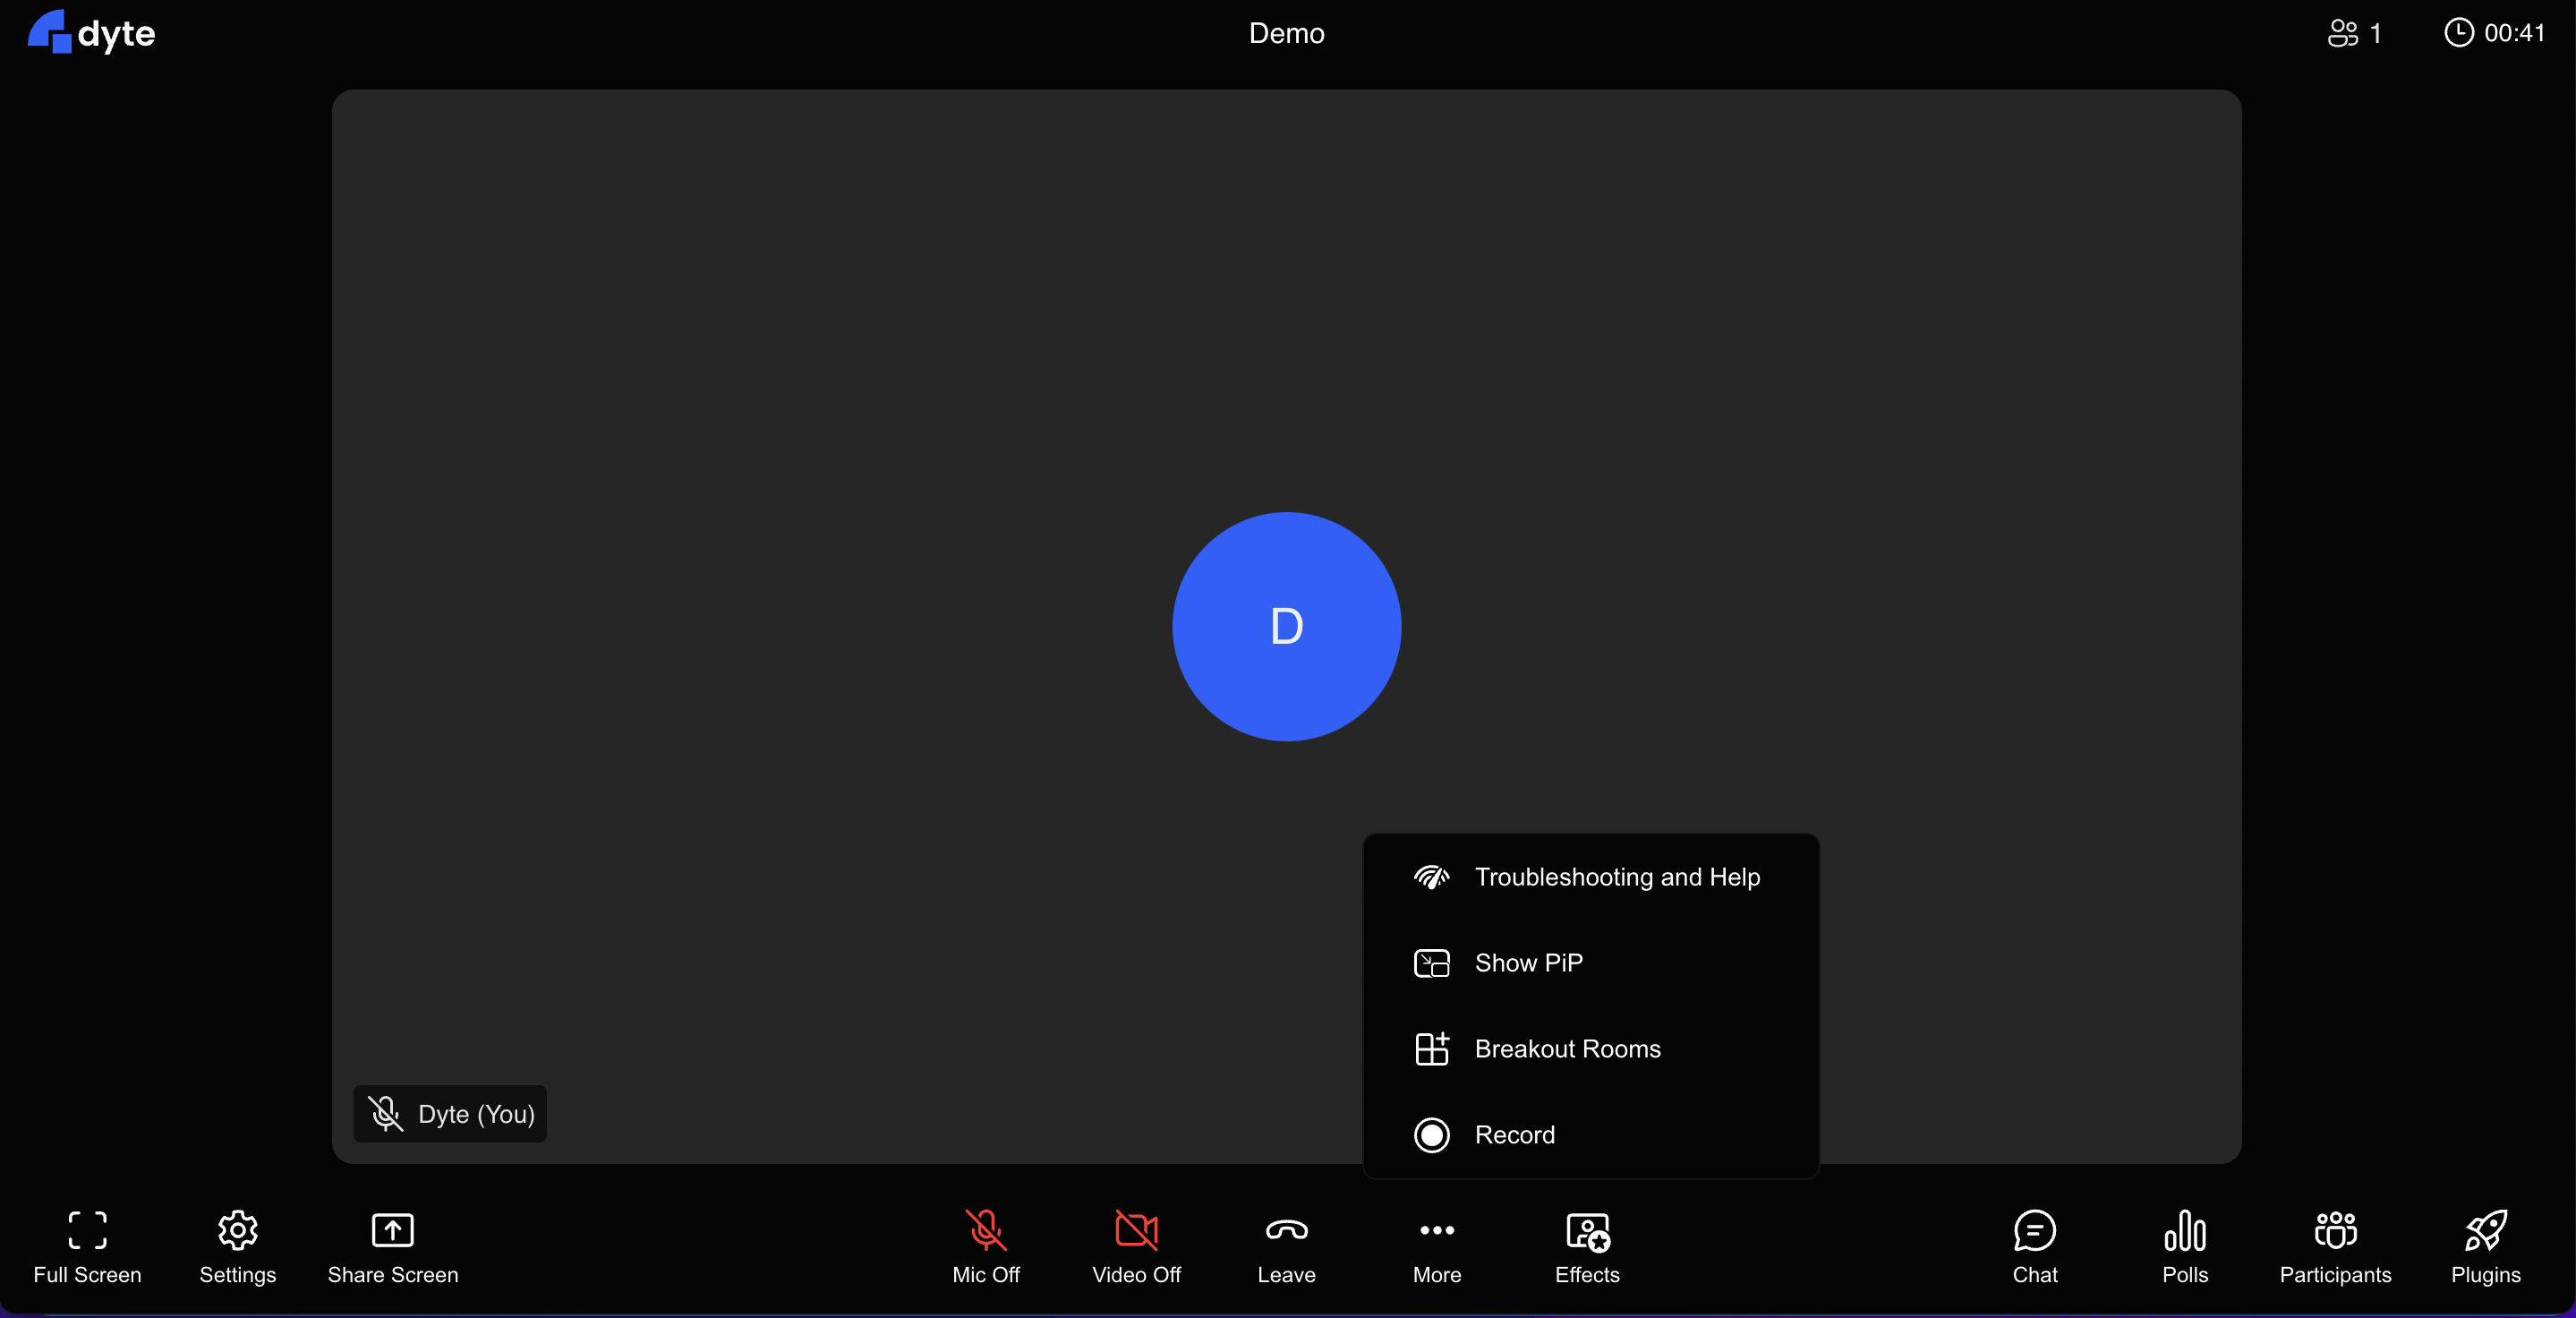 dyte
Demo
1
00:41
D
Troubleshooting and Help
Show PiP
Breakout Rooms
Record
Dyte (You)
Full Screen
Settings
Share Screen
Mic Off
Video Off
Leave
More
Effects
Chat
Polls
Participants
Plugins